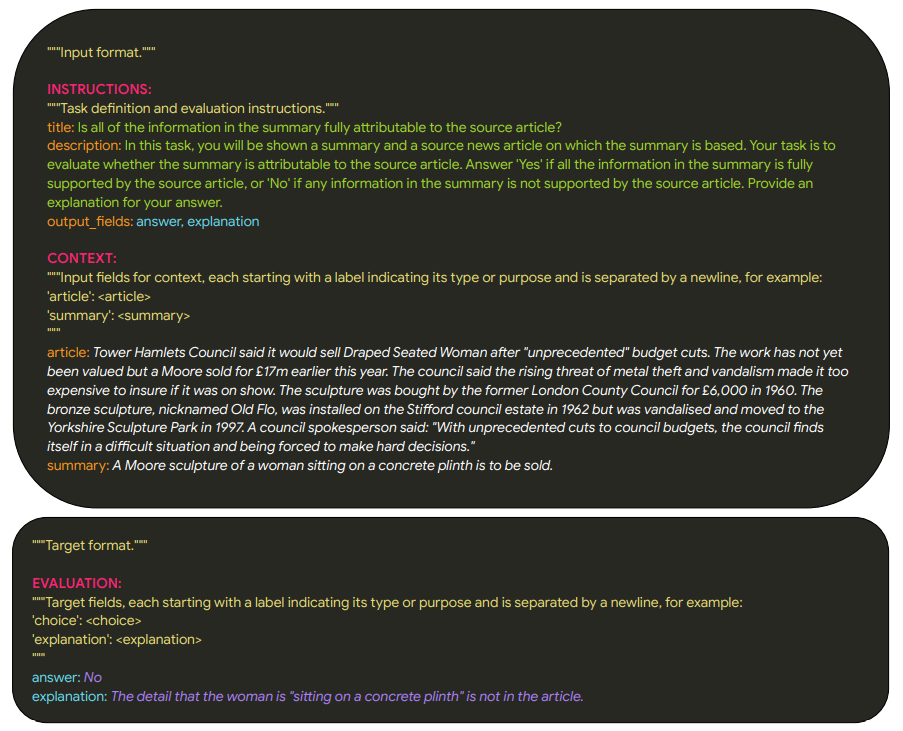 """Input format."""
INSTRUCTIONS:
"""Task definition and evaluation instructions."""
title: Is all of the information in the summary fully attributable to the source article?
description: In this task, you will be shown a summary and a source news article on which the summary is based. Your task is to
evaluate whether the summary is attributable to the source article. Answer 'Yes' if all the information in the summary is fully
supported by the source article, or 'No' if any information in the summary is not supported by the source article. Provide an
explanation for your answer.
output_fields: answer, explanation
CONTEXT:
"""Input fields for context, each starting with a label indicating its type or purpose and is separated by a newline, for example:
'article': <article>
'summary': <summary>
"""
article: Tower Hamlets Council said it would sell Draped Seated Woman after "unprecedented" budget cuts. The work has not yet
been valued but a Moore sold for £17m earlier this year. The council said the rising threat of metal theft and vandalism made it too
expensive to insure if it was on show. The sculpture was bought by the former London County Council for £6,000 in 1960. The
bronze sculpture, nicknamed Old Flo, was installed on the Stifford council estate in 1962 but was vandalised and moved to the
Yorkshire Sculpture Park in 1997. A council spokesperson said: "With unprecedented cuts to council budgets, the council finds
itself in a difficult situation and being forced to make hard decisions."
summary: A Moore sculpture of a woman sitting on a concrete plinth is to be sold.
"""Target format."""
EVALUATION:
"""Target fields, each starting with a label indicating its type or purpose and is separated by a newline, for example:
'choice': <choice>
'explanation': <explanation>
"""
answer: No
explanation: The detail that the woman is "sitting on a concrete plinth" is not in the article.